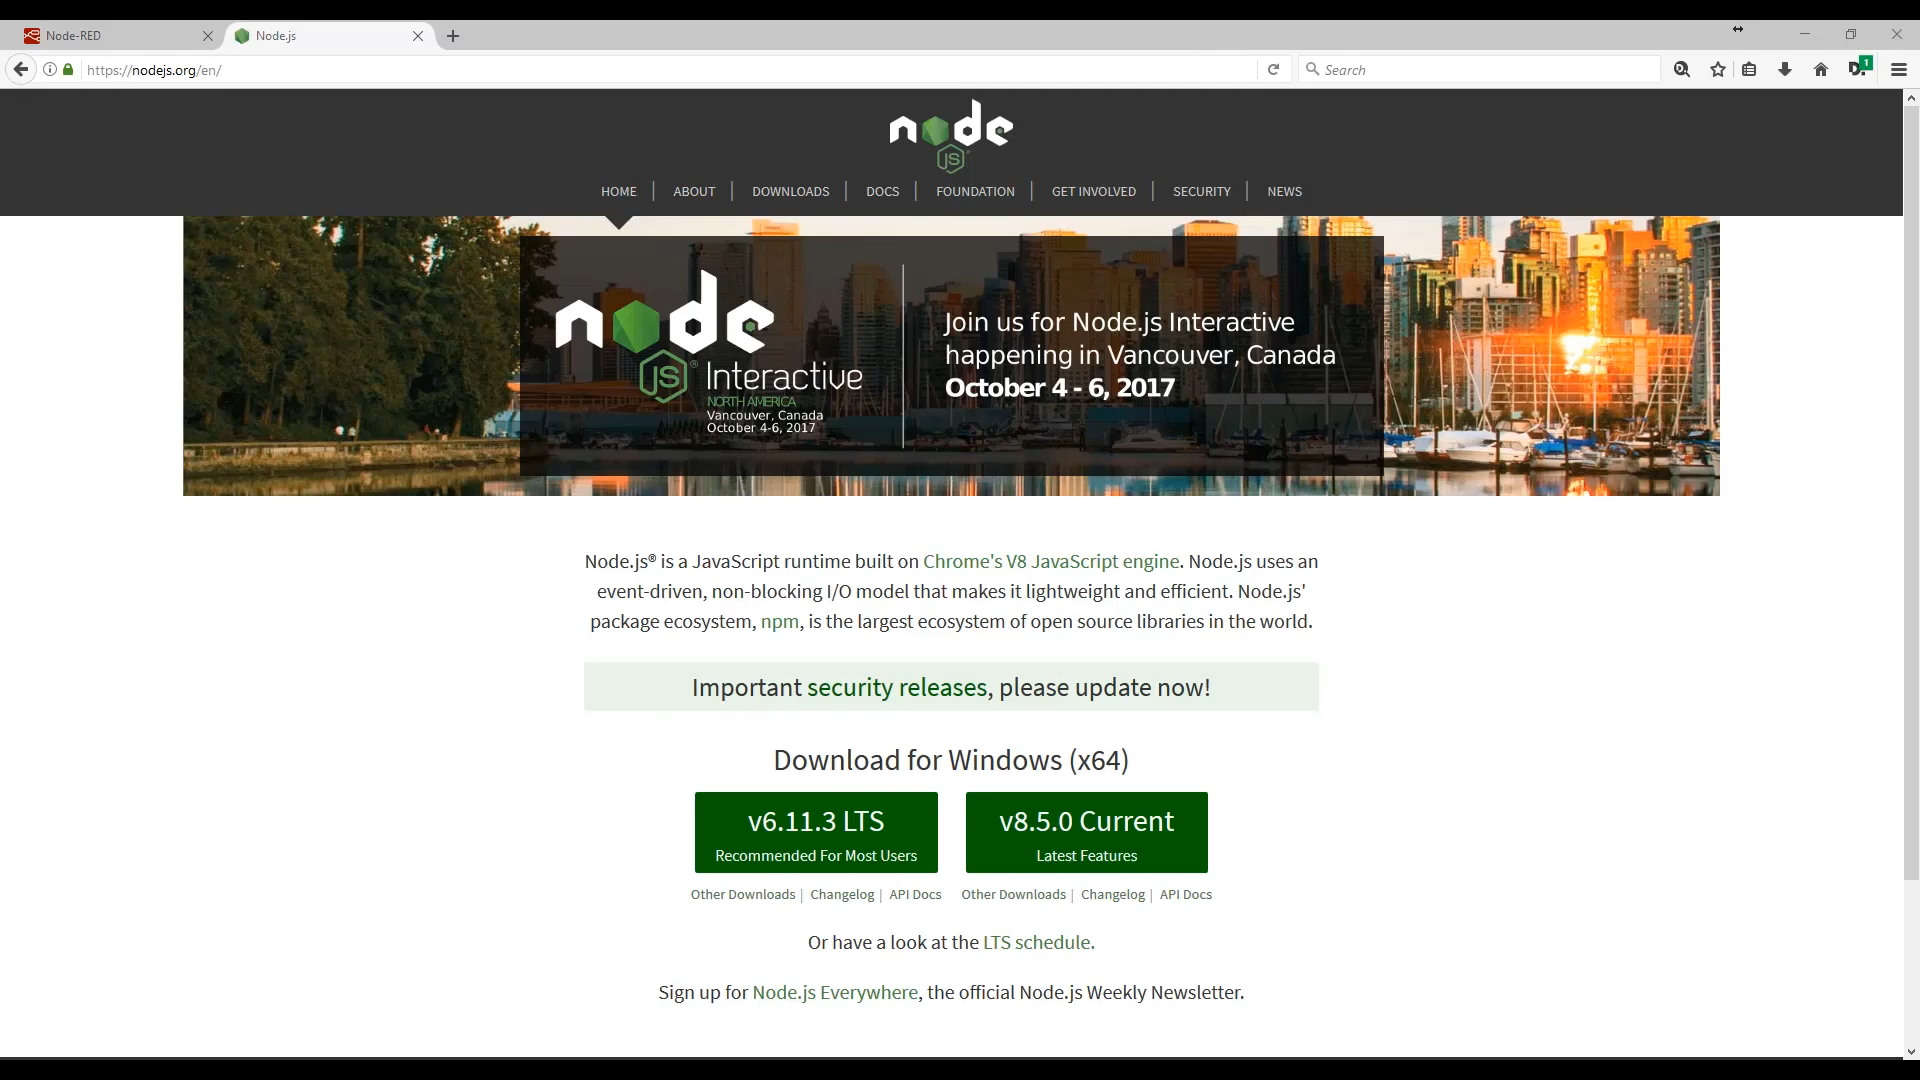 Node-RED
Node.js
https://nodejs.org/en/
Search
1
node
JS
HOME
ABOUT
DOWNLOADS
DOCS
FOUNDATION
GET INVOLVED
SECURITY
NEWS
node
JS® Interactive
NORTH AMERICA
Vancouver, Canada
October 4-6, 2017
Join us for Node.js Interactive
happening in Vancouver, Canada
October 4 - 6, 2017
Node.js® is a JavaScript runtime built on Chrome's V8 JavaScript engine. Node.js uses an
event-driven, non-blocking I/O model that makes it lightweight and efficient. Node.js'
package ecosystem, npm, is the largest ecosystem of open source libraries in the world.
Important security releases, please update now!
Download for Windows (x64)
v6.11.3 LTS
Recommended For Most Users
v8.5.0 Current
Latest Features
Other Downloads | Changelog | API Docs
Other Downloads | Changelog | API Docs
Or have a look at the LTS schedule.
Sign up for Node.js Everywhere, the official Node.js Weekly Newsletter.